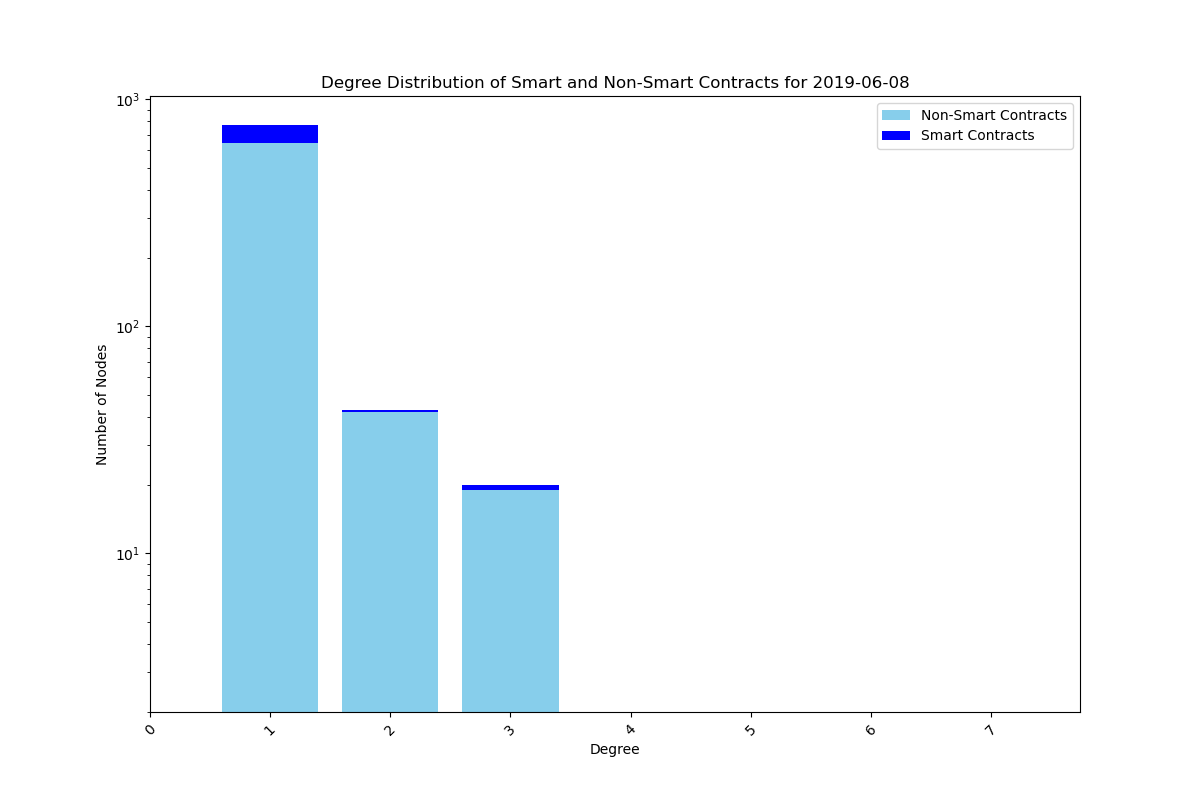 Degree Distribution of Smart and Non-Smart Contracts for 2019-06-08
Non-Smart Contracts
Smart Contracts
Number of Nodes
10³
10²
10¹
0 1 2 3 4 5 6 7
Degree